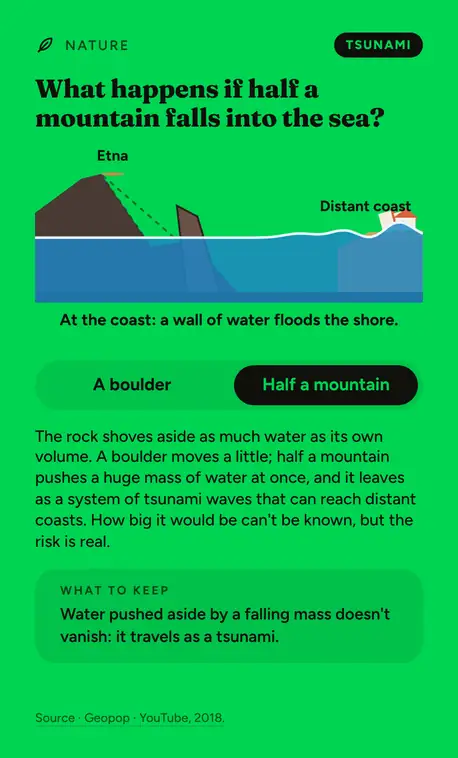 NATURE
TSUNAMI
What happens if half a
mountain falls into the sea?
Etna
Distant coast
At the coast: a wall of water floods the shore.
A boulder
Half a mountain
The rock shoves aside as much water as its own
volume. A boulder moves a little; half a mountain
pushes a huge mass of water at once, and it leaves
as a system of tsunami waves that can reach distant
coasts. How big it would be can't be known, but the
risk is real.
WHAT TO KEEP
Water pushed aside by a falling mass doesn't
vanish: it travels as a tsunami.
Source · Geopop · YouTube, 2018.